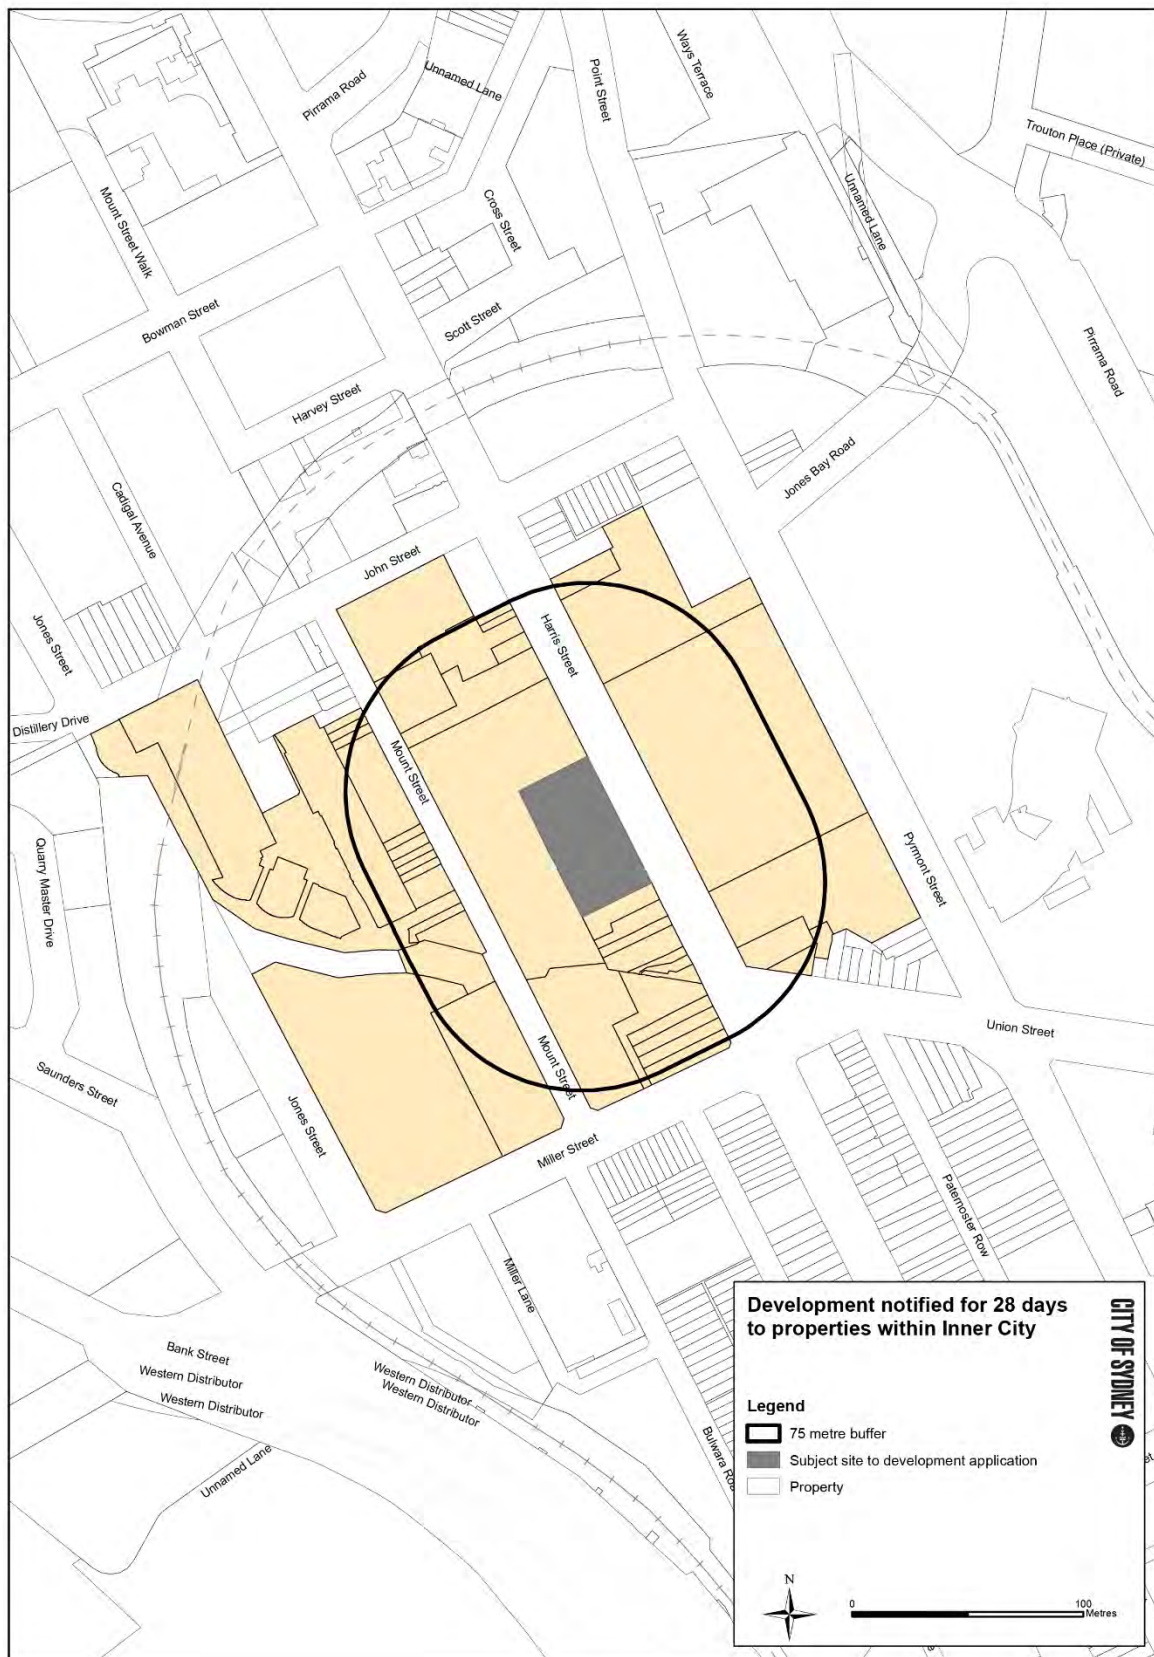 Ways Terrace
Point Street
Unnamed Lane
Pirrama Road
Trouton Place (Private)
Unnamed Lane
Mount Street Walk
Cross Street
Bowman Street
Scott Street
Pirrama Road
Harvey Street
Jones Bay Road
Cadigal Avenue
John Street
Jones Street
Harris Street
Distillery Drive
Mount Street
Quarry Master Drive
Pyrmont Street
Union Street
Mount Street
Saunders Street
Jones Street
Miller Street
Paternoster Row
Miller Lane
Bank Street
Western Distributor
Western Distributor
Western Distributor
Western Distributor
Unnamed Lane
Bulwara Roa
Development notified for 28 days
to properties within Inner City
CITY OF SYDNEY
Legend
75 metre buffer
Subject site to development application
Property
N
0
100
Metres